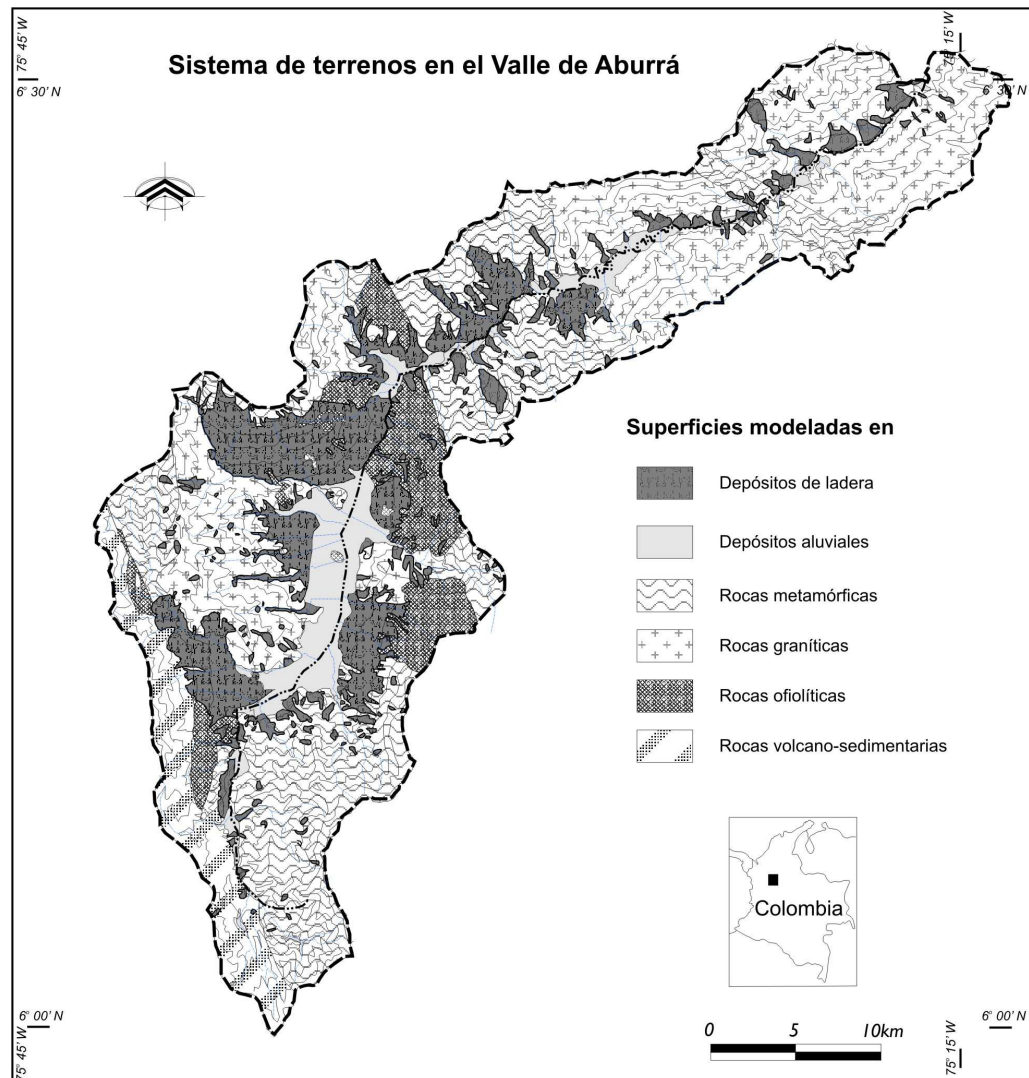 75° 45' W
75° 15' W
Sistema de terrenos en el Valle de Aburrá
6° 30' N
6° 30' N
Superficies modeladas en
Depósitos de ladera
Depósitos aluviales
Rocas metamórficas
Rocas graníticas
Rocas ofiolíticas
Rocas volcano-sedimentarias
Colombia
6° 00' N
0 5 10km
6° 00' N
75° 45' W
75° 15' W